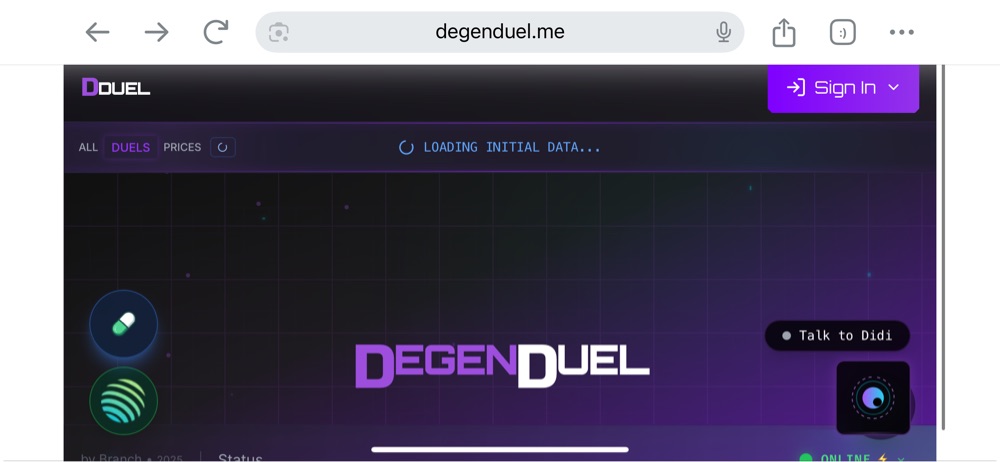 degenduel.me
DDUEL
Sign In
ALL DUELS PRICES
LOADING INITIAL DATA...
Talk to Didi
DEGENDUEL
by Branch • 2025 | Status
ONLINE